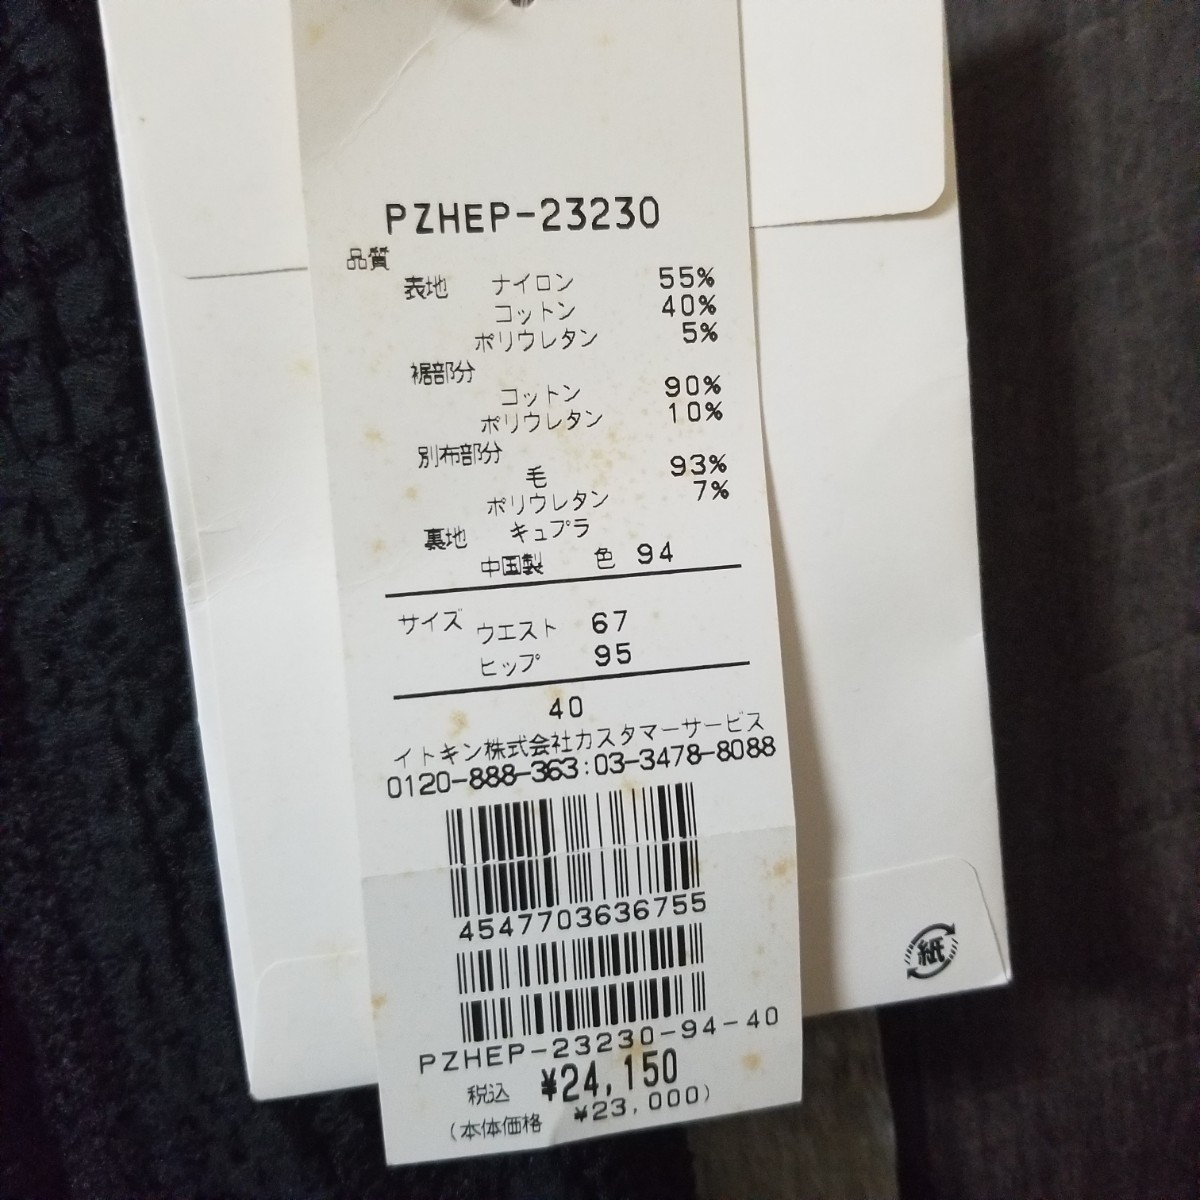 PZHEP-23230
品質
表地 ナイロン 55%
コットン 40%
ポリウレタン 5%
裾部分
コットン 90%
ポリウレタン 10%
別布部分
毛 93%
ポリウレタン 7%
裏地 キュプラ
中国製 色 94
サイズ ウエスト 67
ヒップ 95
40
イトキン株式会社カスタマーサービス
0120-888-363:03-3478-8088
4547703636755
PZHEP-23230-94-40
税込 ¥24,150
(本体価格 ¥23,000)
紙